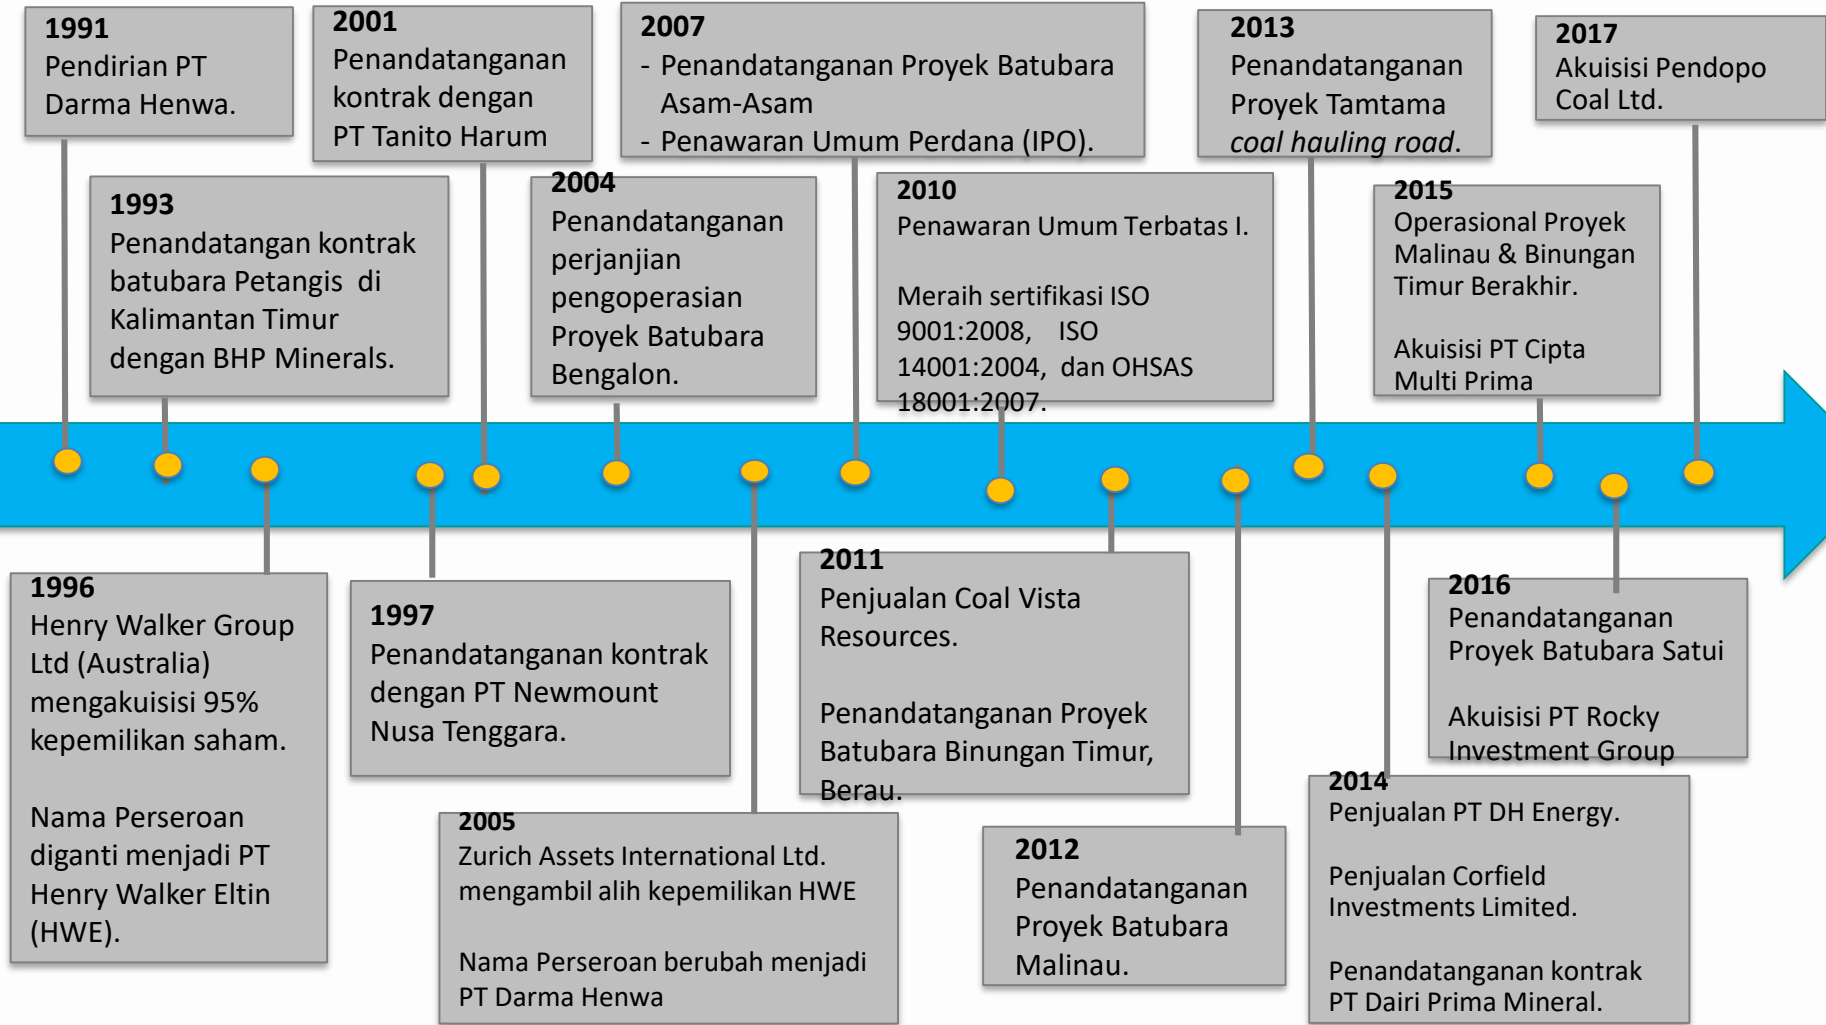 1991
Pendirian PT
Darma Henwa.
1993
Penandatangan kontrak
batubara Petangis di
Kalimantan Timur
dengan BHP Minerals.
1996
Henry Walker Group
Ltd (Australia)
mengakuisisi 95%
kepemilikan saham.
Nama Perseroan
diganti menjadi PT
Henry Walker Eltin
(HWE).
1997
Penandatanganan kontrak
dengan PT Newmount
Nusa Tenggara.
2001
Penandatanganan
kontrak dengan
PT Tanito Harum
2004
Penandatanganan
perjanjian
pengoperasian
Proyek Batubara
Bengalon.
2005
Zurich Assets International Ltd.
mengambil alih kepemilikan HWE
Nama Perseroan berubah menjadi
PT Darma Henwa
2007
- Penandatanganan Proyek Batubara
Asam-Asam
- Penawaran Umum Perdana (IPO).
2010
Penawaran Umum Terbatas I.
Meraih sertifikasi ISO
9001:2008, ISO
14001:2004, dan OHSAS
18001:2007.
2011
Penjualan Coal Vista
Resources.
Penandatanganan Proyek
Batubara Binungan Timur,
Berau.
2012
Penandatanganan
Proyek Batubara
Malinau.
2013
Penandatanganan
Proyek Tamtama
coal hauling road.
2014
Penjualan PT DH Energy.
Penjualan Corfield
Investments Limited.
Penandatanganan kontrak
PT Dairi Prima Mineral.
2015
Operasional Proyek
Malinau & Binungan
Timur Berakhir.
Akuisisi PT Cipta
Multi Prima
2016
Penandatanganan
Proyek Batubara Satui
Akuisisi PT Rocky
Investment Group
2017
Akuisisi Pendopo
Coal Ltd.